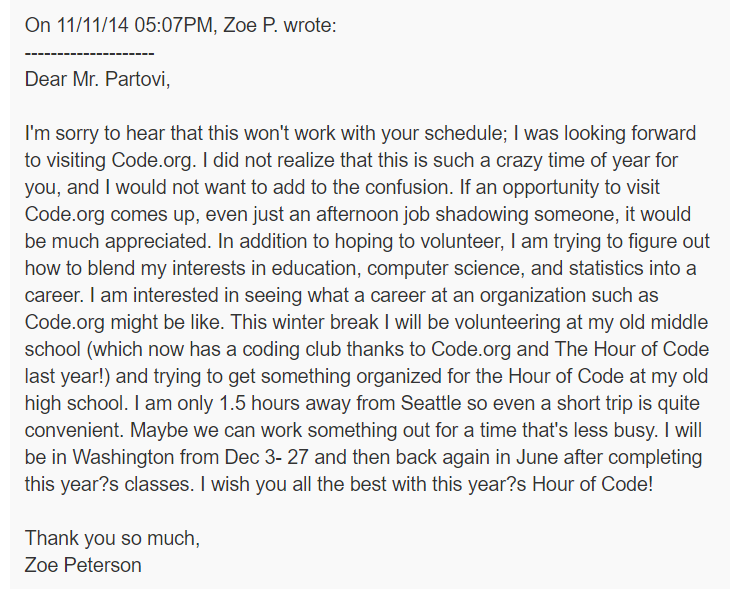 On 11/11/14 05:07PM, Zoe P. wrote:
--------------------
Dear Mr. Partovi,

I'm sorry to hear that this won't work with your schedule; I was looking forward
to visiting Code.org. I did not realize that this is such a crazy time of year for
you, and I would not want to add to the confusion. If an opportunity to visit
Code.org comes up, even just an afternoon job shadowing someone, it would
be much appreciated. In addition to hoping to volunteer, I am trying to figure out
how to blend my interests in education, computer science, and statistics into a
career. I am interested in seeing what a career at an organization such as
Code.org might be like. This winter break I will be volunteering at my old middle
school (which now has a coding club thanks to Code.org and The Hour of Code
last year!) and trying to get something organized for the Hour of Code at my old
high school. I am only 1.5 hours away from Seattle so even a short trip is quite
convenient. Maybe we can work something out for a time that's less busy. I will
be in Washington from Dec 3- 27 and then back again in June after completing
this year?s classes. I wish you all the best with this year?s Hour of Code!

Thank you so much,
Zoe Peterson